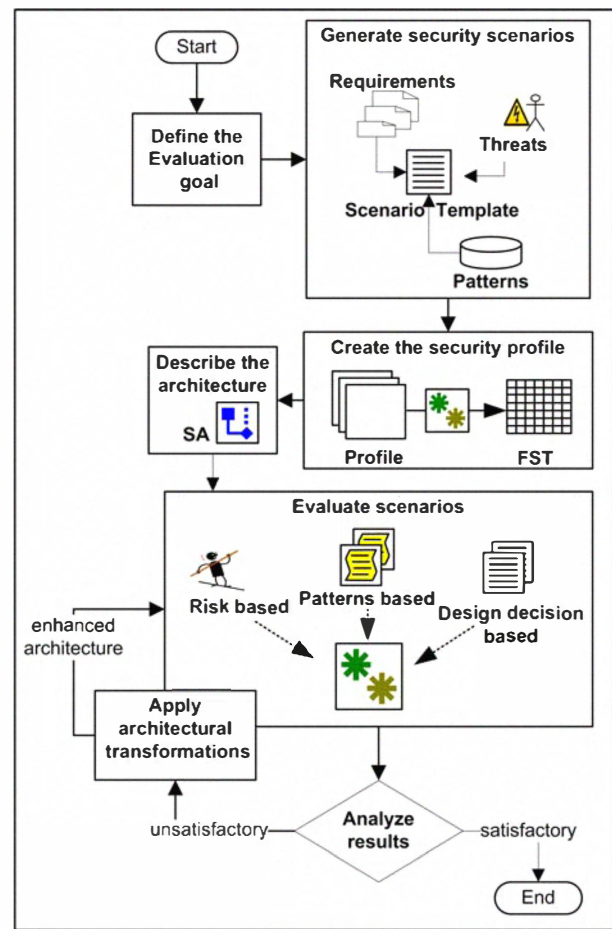 Start
Generate security scenarios
Requirements
Define the
Evaluation
goal
Threats
Scenario Template
Patterns
Describe the
architecture
SA
Create the security profile
Profile
FST
Evaluate scenarios
Risk based
Patterns based
Design decision
based
enhanced
architecture
Apply
architectural
transformations
unsatisfactory
Analyze
results
satisfactory
End